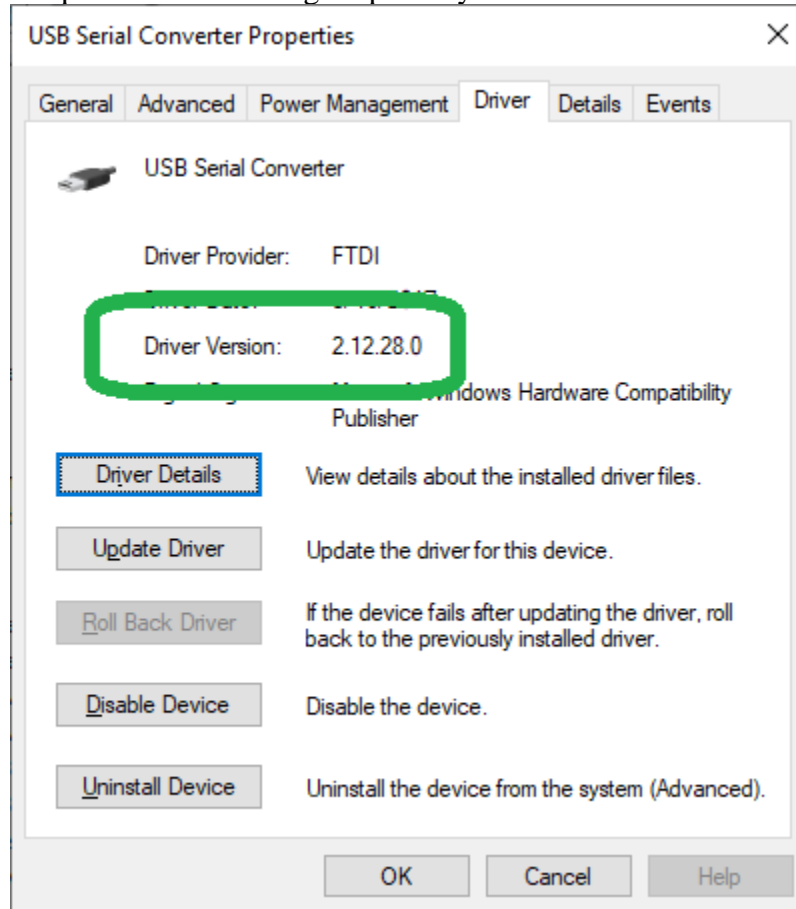 USB Serial Converter Properties
General Advanced Power Management Driver Details Events
USB Serial Converter
Driver Provider: FTDI
Driver Version: 2.12.28.0
Windows Hardware Compatibility
Publisher
Driver Details View details about the installed driver files.
Update Driver Update the driver for this device.
Roll Back Driver If the device fails after updating the driver, roll
back to the previously installed driver.
Disable Device Disable the device.
Uninstall Device Uninstall the device from the system (Advanced).
OK Cancel Help